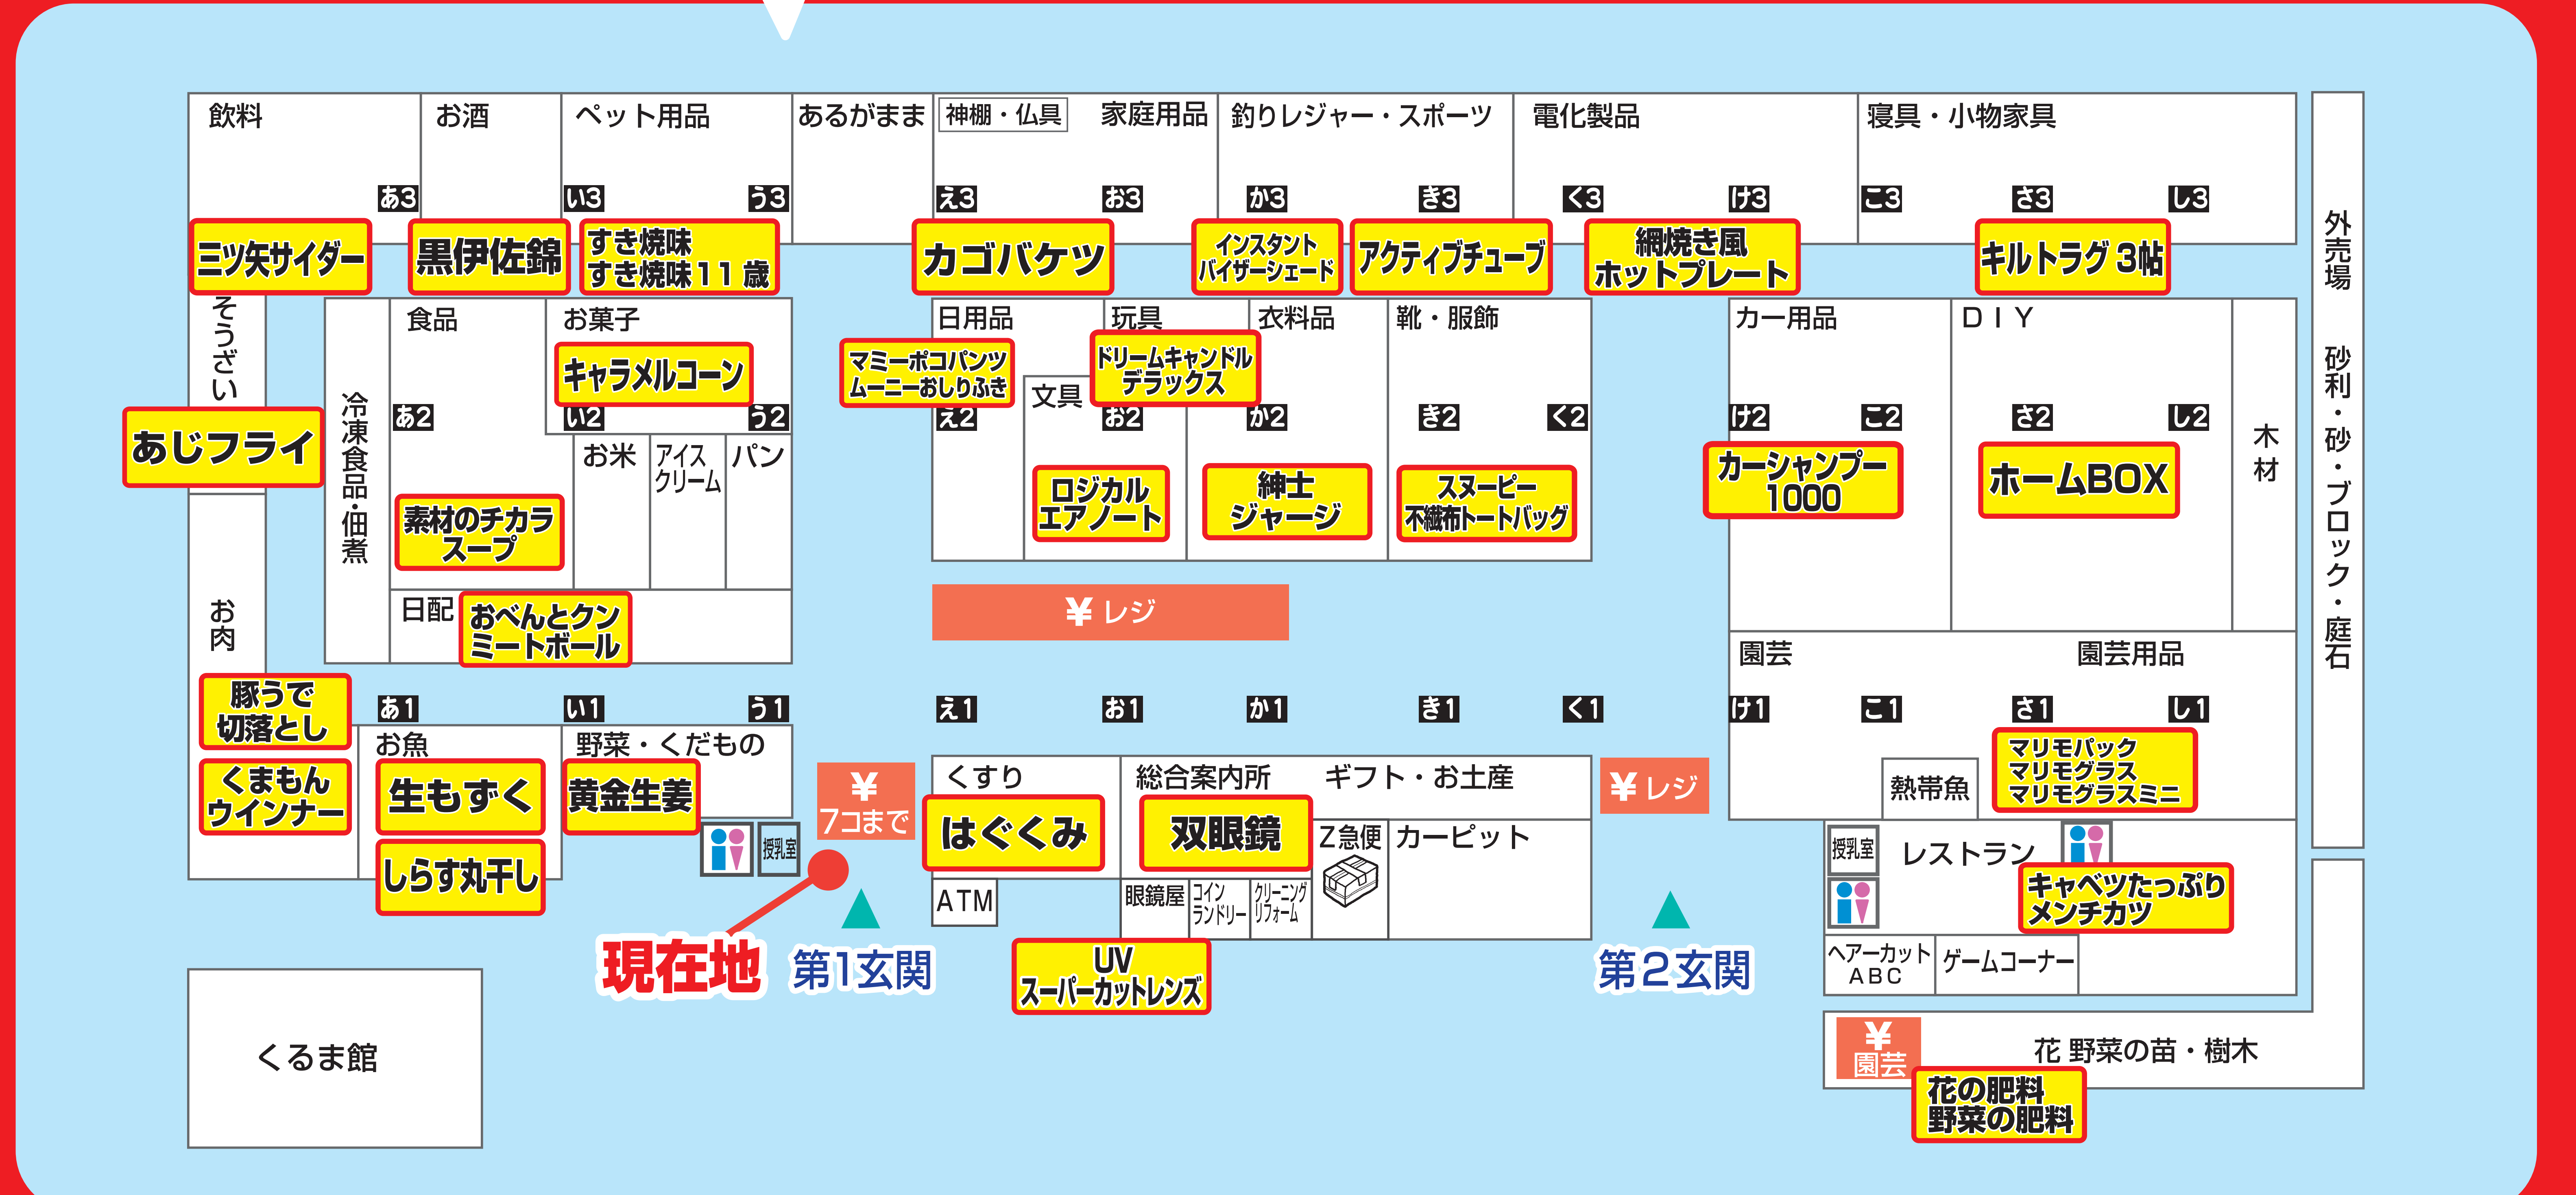 飲料
お酒
ペット用品
あるがまま
神棚・仏具
家庭用品
釣りレジャー・スポーツ
電化製品
寝具・小物家具
あ3
い3
う3
え3
お3
か3
き3
く3
け3
こ3
さ3
し3
三ツ矢サイダー
黒伊佐錦
すき焼味
すき焼味11歳
カゴバケツ
インスタント
バイザーシェード
アクティブチューブ
網焼き風
ホットプレート
キルトラグ3帖
外売場　砂利・砂・ブロック・庭石
そうざい
あじフライ
冷凍食品・佃煮
食品
お菓子
キャラメルコーン
あ2
い2
う2
お米
アイス
クリーム
パン
素材のチカラ
スープ
日配
おべんとクン
ミートボール
日用品
玩具
衣料品
靴・服飾
マミーポコパンツ
ムーニーおしりふき
ドリームキャンドル
デラックス
文具
え2
お2
か2
き2
く2
ロジカル
エアノート
紳士
ジャージ
スヌーピー
不繊布トートバッグ
¥ レジ
カー用品
DIY
け2
こ2
さ2
し2
木材
カーシャンプー
1000
ホームBOX
園芸
園芸用品
お肉
豚うで
切落とし
くまもん
ウインナー
あ1
い1
う1
え1
お1
か1
き1
く1
け1
こ1
さ1
し1
お魚
生もずく
しらす丸干し
野菜・くだもの
黄金生姜
授乳室
¥
7コまで
くすり
はぐくみ
ATM
総合案内所
ギフト・お土産
双眼鏡
Z急便
カーピット
眼鏡屋
コイン
ランドリー
クリーニング
リフォーム
UV
スーパーカットレンズ
¥ レジ
熱帯魚
マリモパック
マリモグラス
マリモグラスミニ
授乳室
レストラン
キャベツたっぷり
メンチカツ
ヘアーカット
ABC
ゲームコーナー
現在地
第1玄関
第2玄関
くるま館
¥
園芸
花 野菜の苗・樹木
花の肥料
野菜の肥料